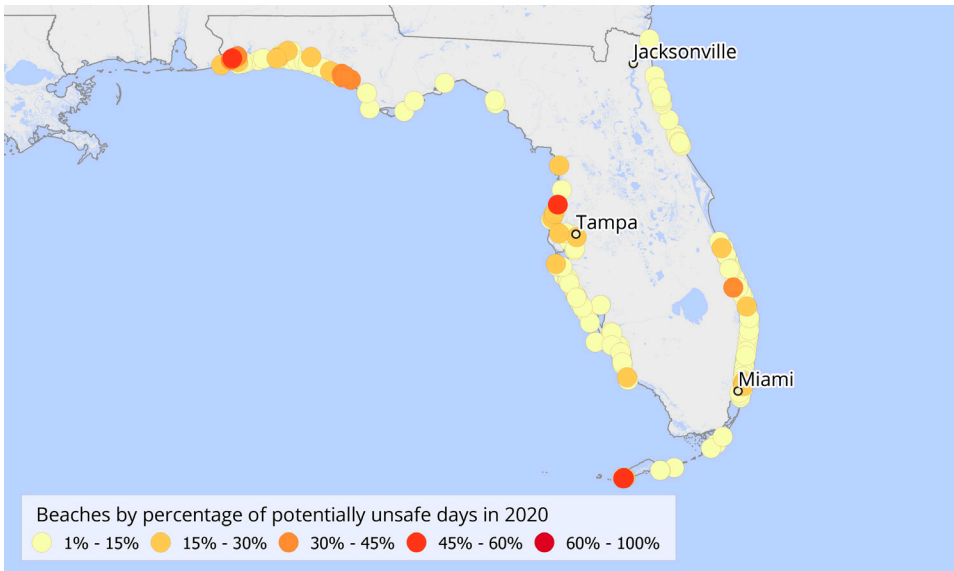 Jacksonville
Tampa
Miami
Beaches by percentage of potentially unsafe days in 2020
1% - 15% 15% - 30% 30% - 45% 45% - 60% 60% - 100%